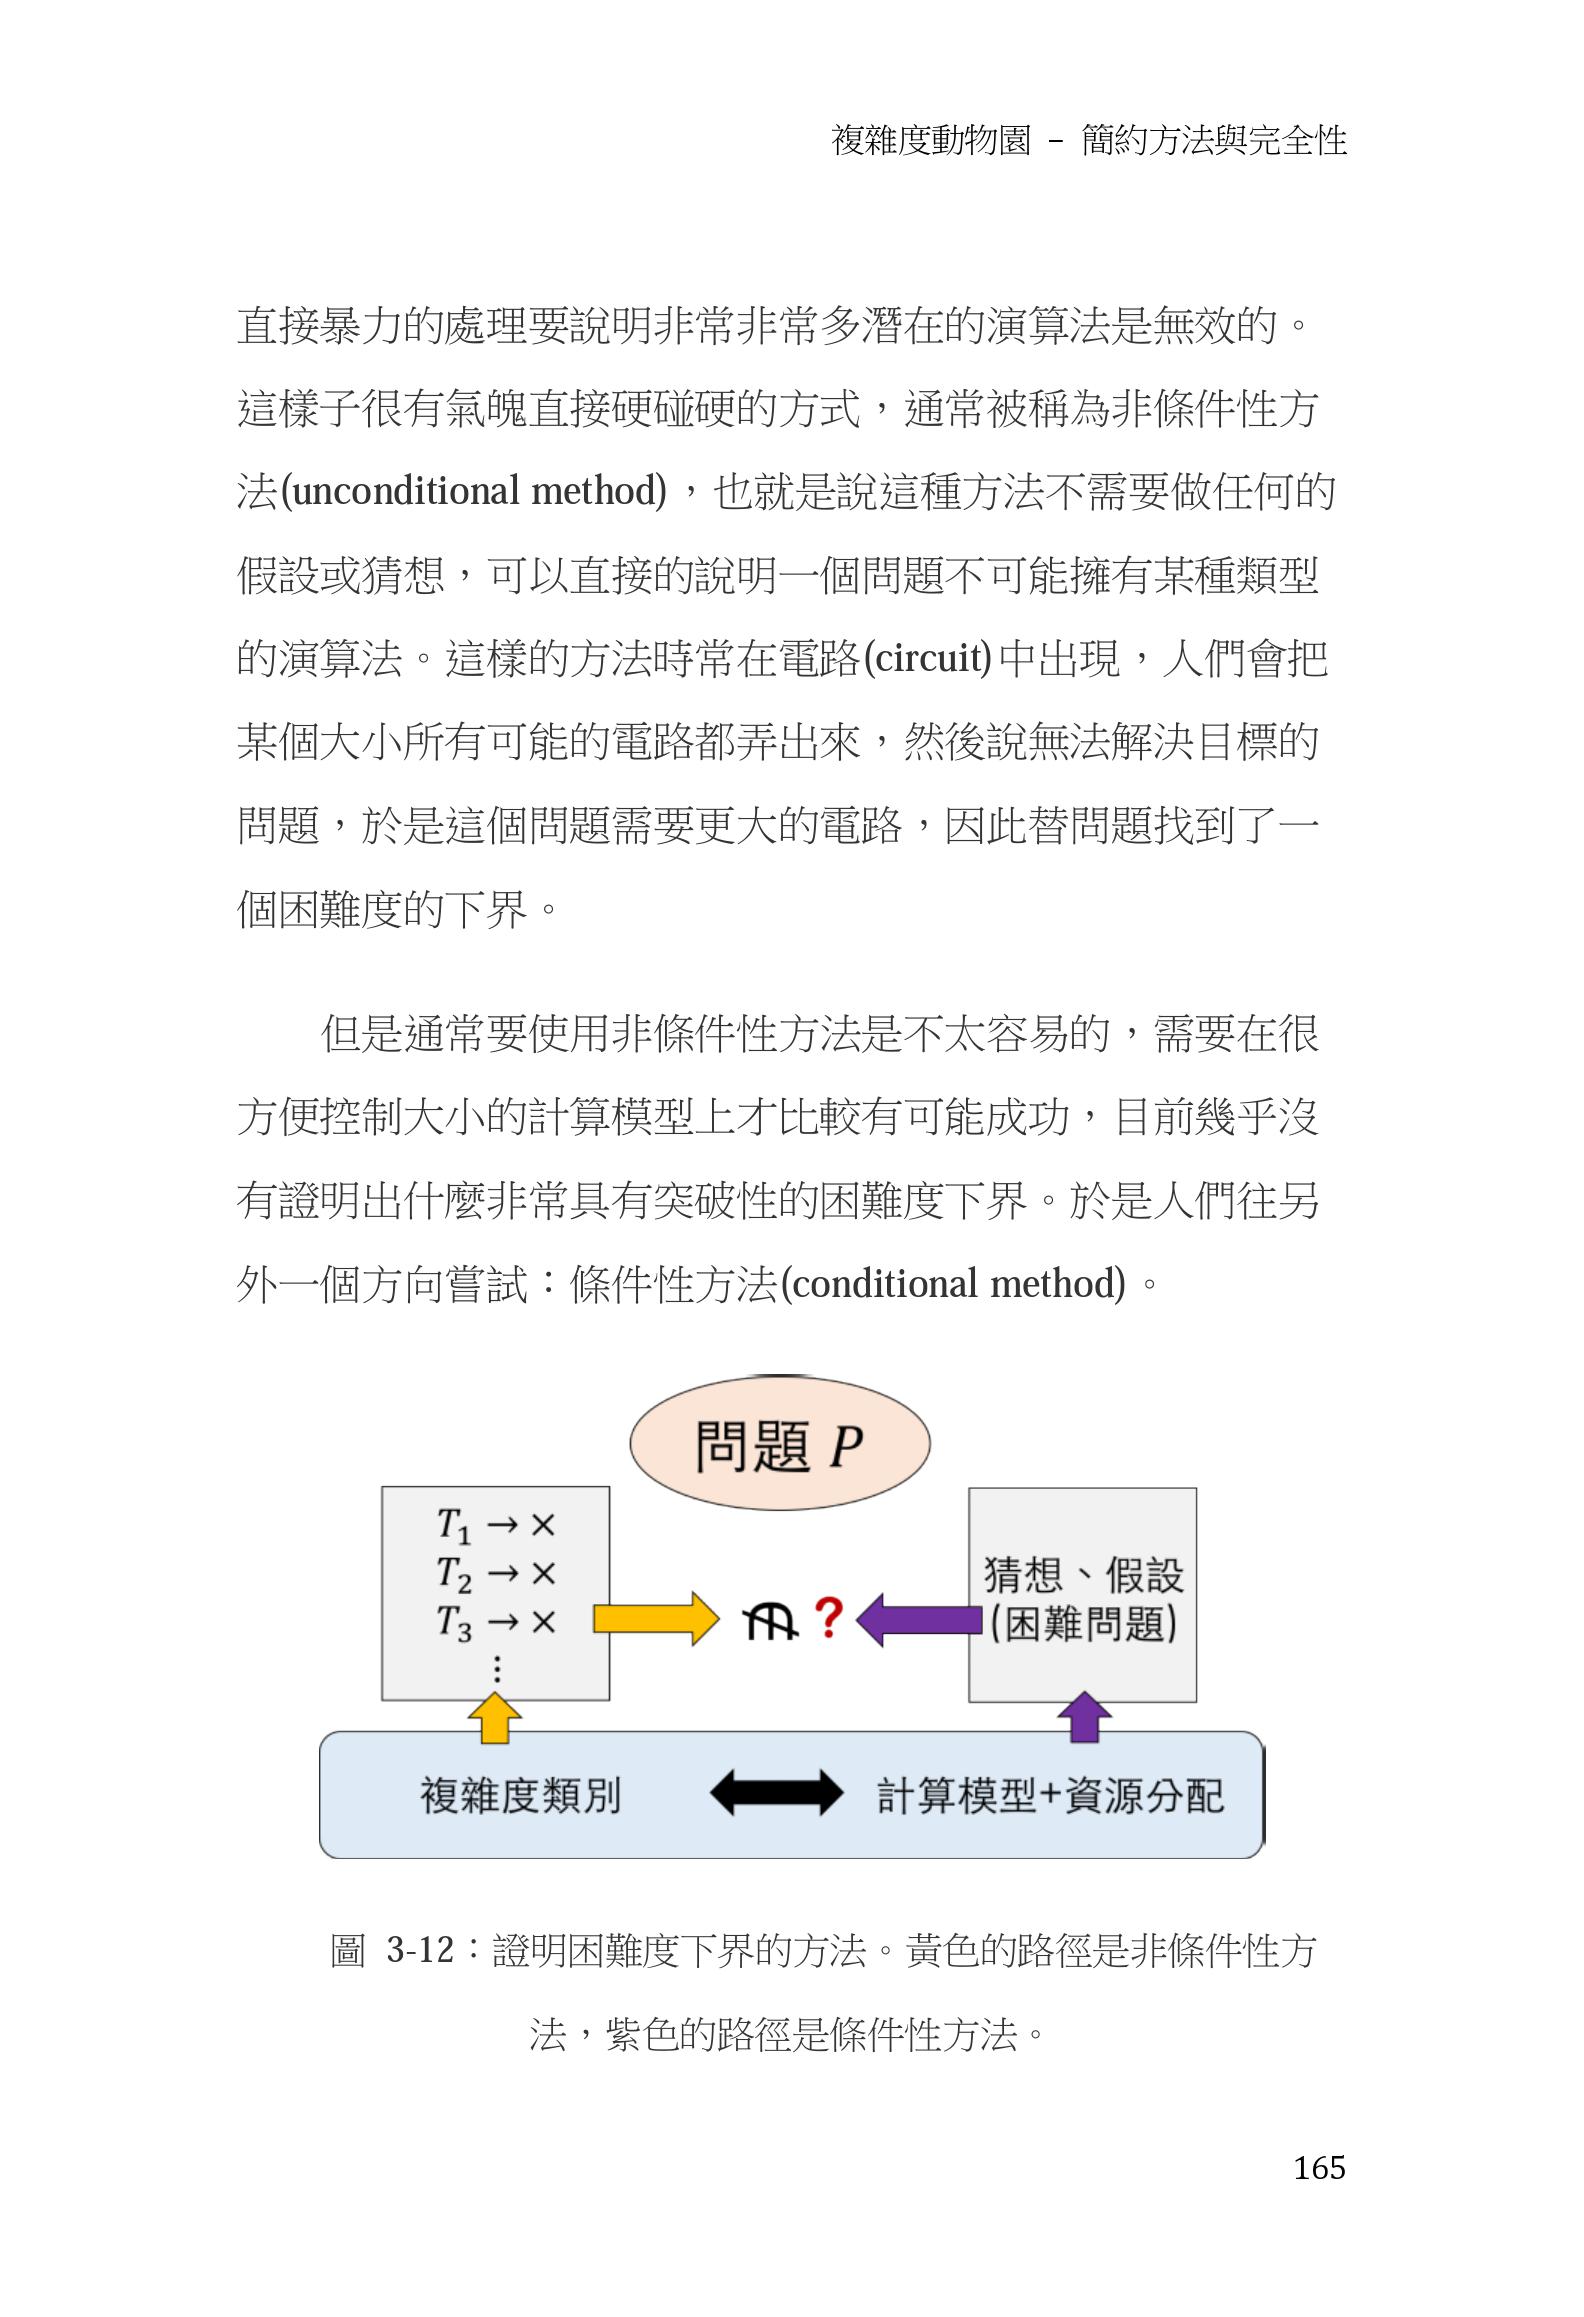 複雜度動物園 – 簡約方法與完全性
直接暴力的處理要說明非常非常多潛在的演算法是無效的。
這樣子很有氣魄直接硬碰硬的方式，通常被稱為非條件性方
法(unconditional method)，也就是說這種方法不需要做任何的
假設或猜想，可以直接的說明一個問題不可能擁有某種類型
的演算法。這樣的方法時常在電路(circuit)中出現，人們會把
某個大小所有可能的電路都弄出來，然後說無法解決目標的
問題，於是這個問題需要更大的電路，因此替問題找到了一
個困難度的下界。
但是通常要使用非條件性方法是不太容易的，需要在很
方便控制大小的計算模型上才比較有可能成功，目前幾乎沒
有證明出什麼非常具有突破性的困難度下界。於是人們往另
外一個方向嘗試：條件性方法(conditional method)。
問題 P
T₁ → ×
T₂ → ×
T₃ → ×
⋮
∄ ?
猜想、假設
(困難問題)
複雜度類別
計算模型+資源分配
圖 3-12：證明困難度下界的方法。黃色的路徑是非條件性方
法，紫色的路徑是條件性方法。
165